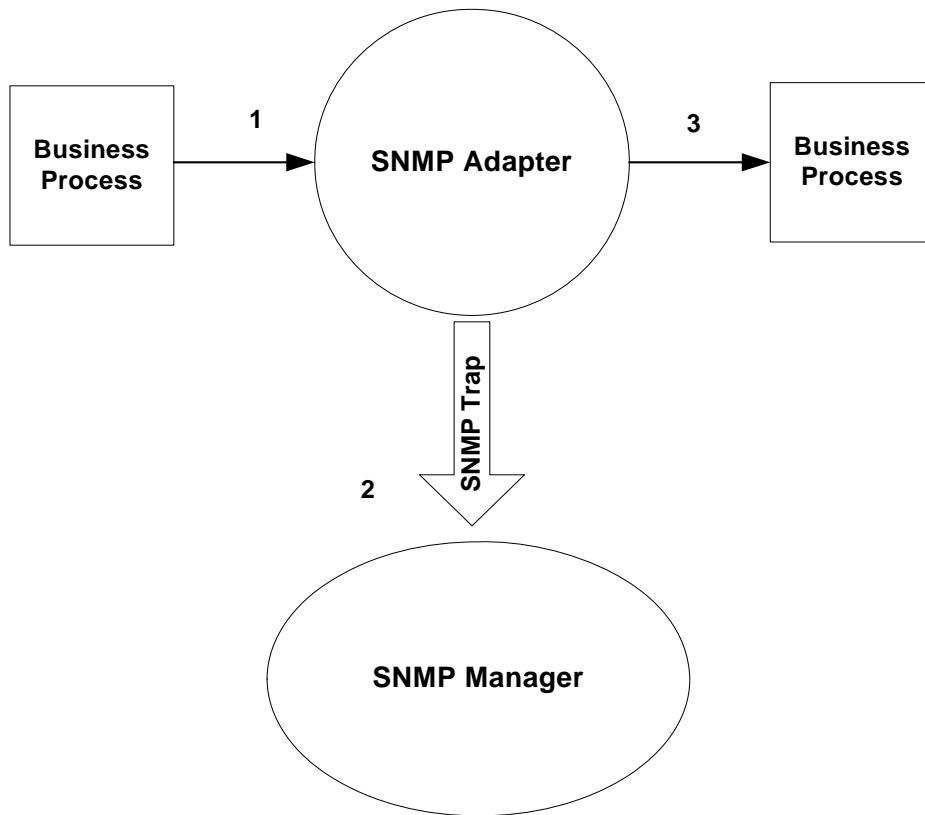 1
3
Business
Process
SNMP Adapter
Business
Process
SNMP Trap
2
SNMP Manager